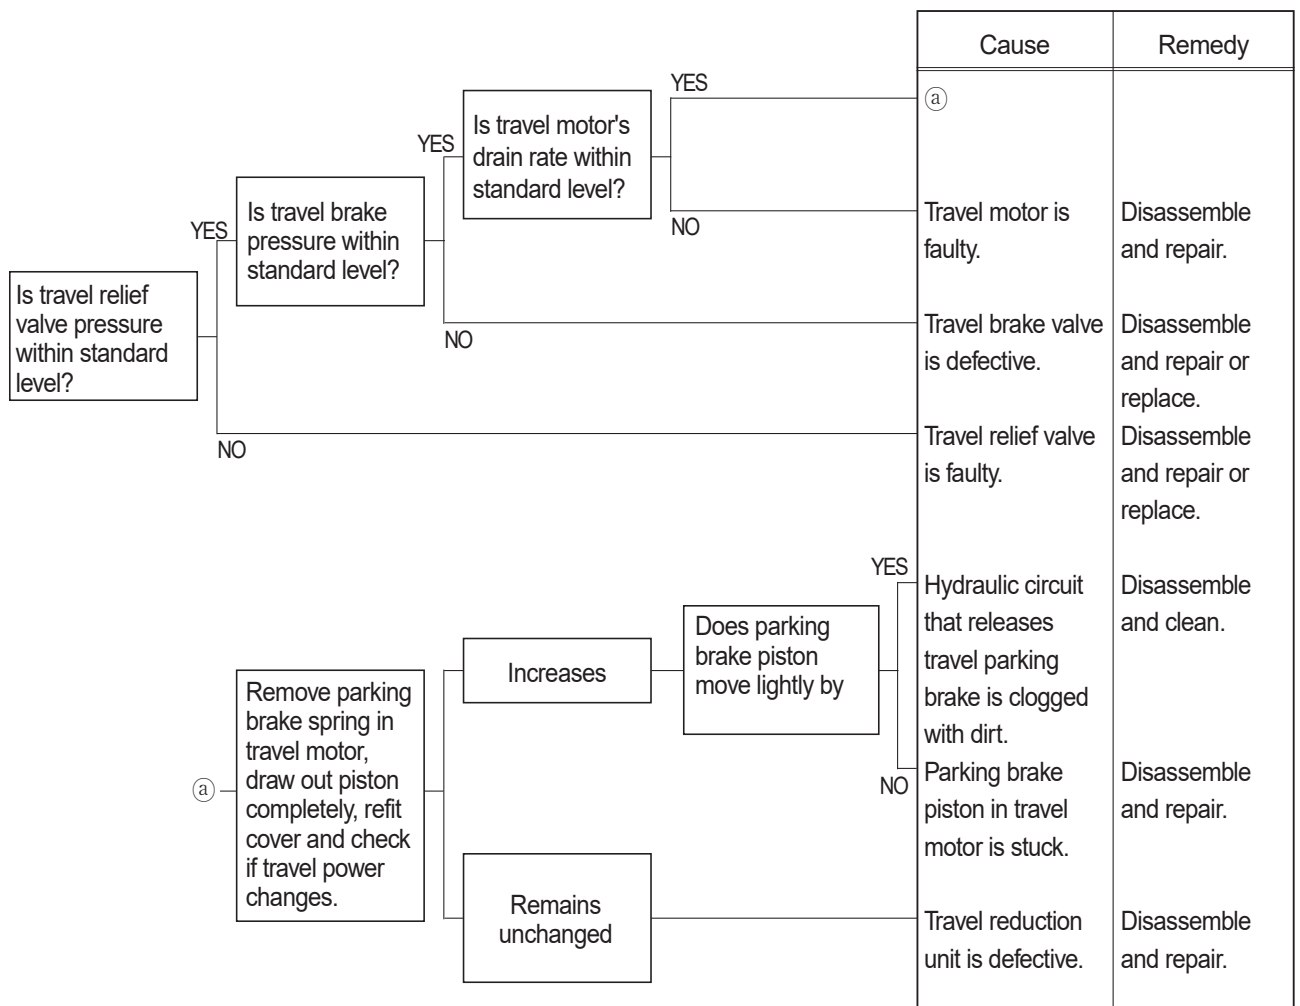 Cause
Remedy
YES
ⓐ
Is travel motor's
drain rate within
standard level?
YES
Is travel brake
pressure within
standard level?
YES
NO
Travel motor is
faulty.
Disassemble
and repair.
Is travel relief
valve pressure
within standard
level?
NO
Travel brake valve
is defective.
Disassemble
and repair or
replace.
NO
Travel relief valve
is faulty.
Disassemble
and repair or
replace.
YES
Hydraulic circuit
that releases
travel parking
brake is clogged
with dirt.
Disassemble
and clean.
Does parking
brake piston
move lightly by
Increases
ⓐ
Remove parking
brake spring in
travel motor,
draw out piston
completely, refit
cover and check
if travel power
changes.
NO
Parking brake
piston in travel
motor is stuck.
Disassemble
and repair.
Remains
unchanged
Travel reduction
unit is defective.
Disassemble
and repair.